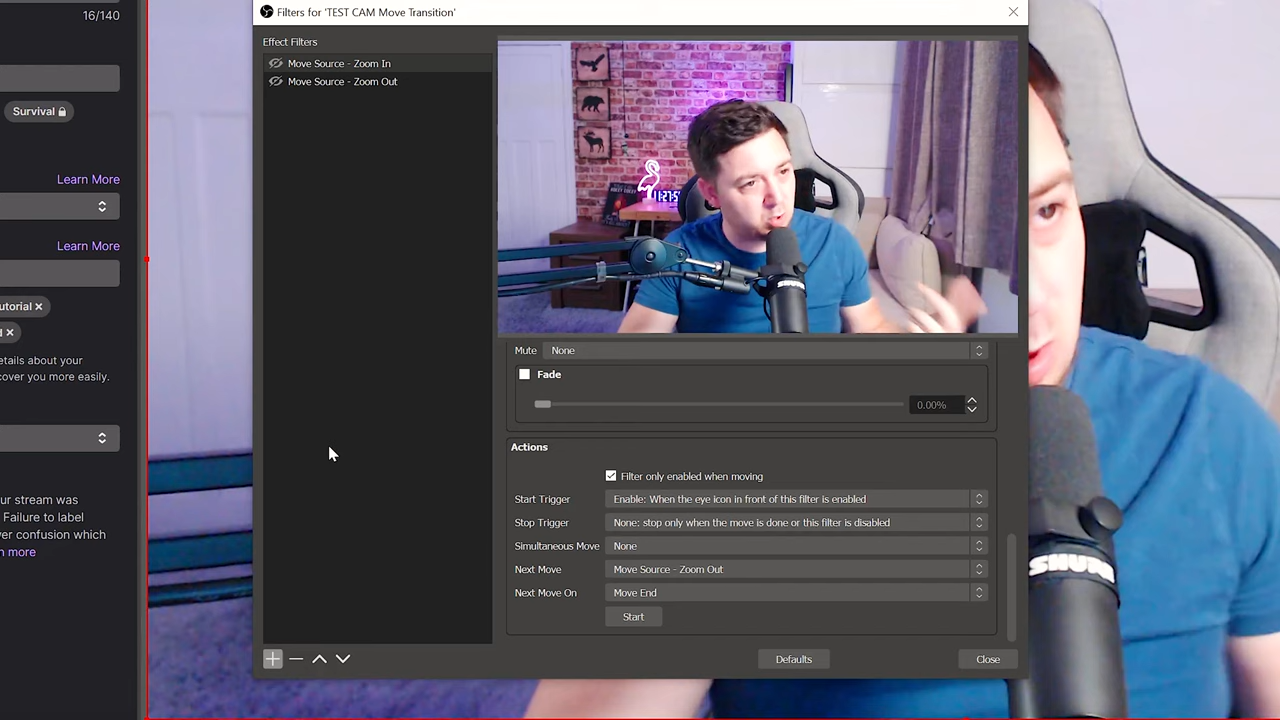 16/140
Survival
Learn More
Learn More
utorial ×
×
etails about your
cover you more easily.
ur stream was
Failure to label
er confusion which
n more
Filters for 'TEST CAM Move Transition'
Effect Filters
Move Source - Zoom In
Move Source - Zoom Out
Mute None
Fade
0.00%
Actions
Filter only enabled when moving
Start Trigger Enable: When the eye icon in front of this filter is enabled
Stop Trigger None: stop only when the move is done or this filter is disabled
Simultaneous Move None
Next Move Move Source - Zoom Out
Next Move On Move End
Start
Defaults
Close
SHURE